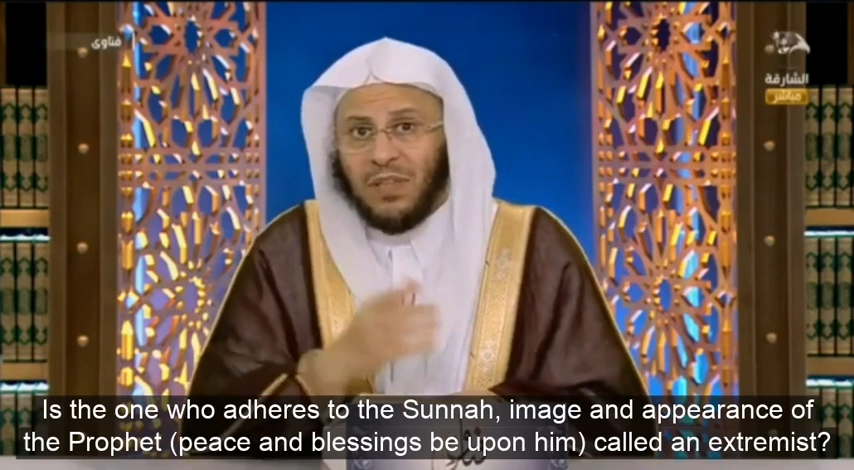 فتاوى
الشارقة
مباشر
Is the one who adheres to the Sunnah, image and appearance of
the Prophet (peace and blessings be upon him) called an extremist?